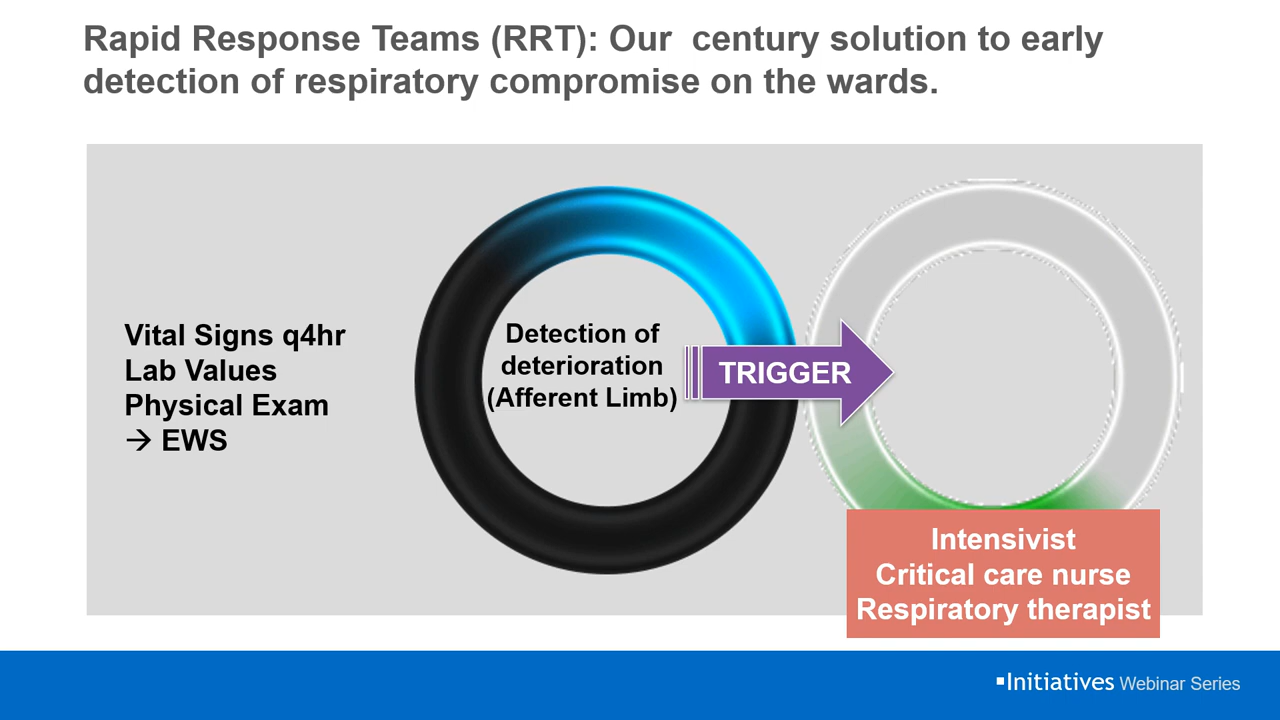 Rapid Response Teams (RRT): Our  century solution to early
detection of respiratory compromise on the wards.
Vital Signs q4hr
Lab Values
Physical Exam
→ EWS
Detection of
deterioration
(Afferent Limb)
TRIGGER
Intensivist
Critical care nurse
Respiratory therapist
▪Initiatives Webinar Series